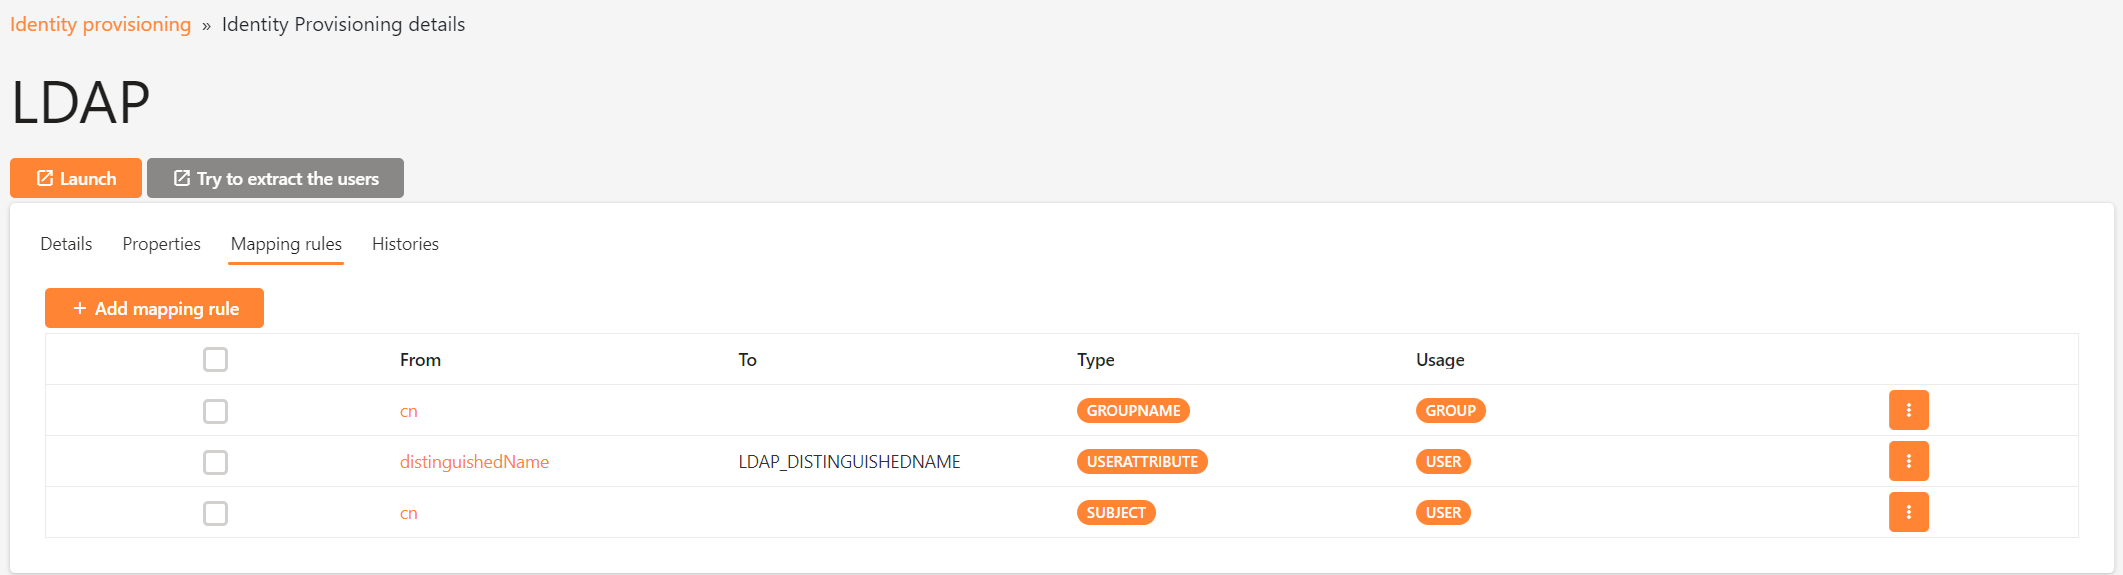 Identity provisioning » Identity Provisioning details
LDAP
Launch Try to extract the users
Details Properties Mapping rules Histories
+ Add mapping rule
From To Type Usage
cn GROUPNAME GROUP
distinguishedName LDAP_DISTINGUISHEDNAME USERATTRIBUTE USER
cn SUBJECT USER